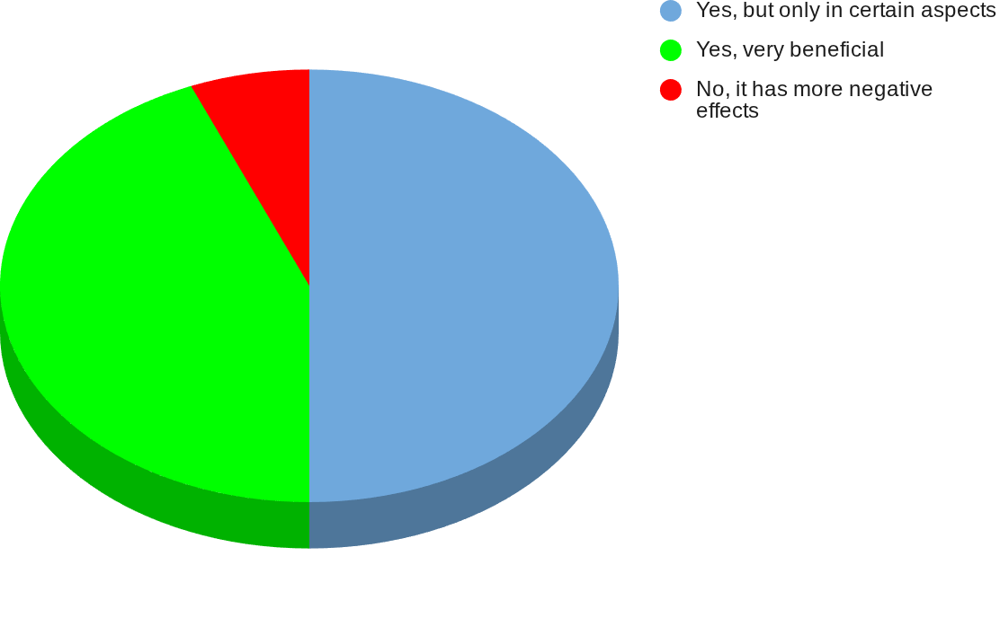 Yes, but only in certain aspects
Yes, very beneficial
No, it has more negative
effects